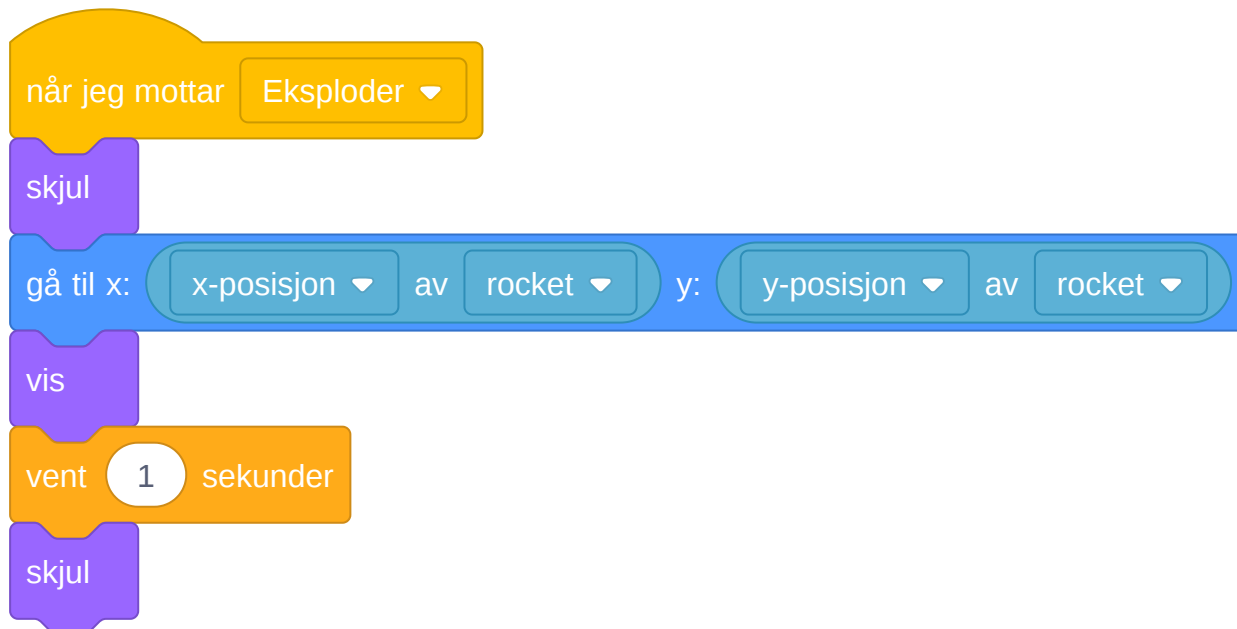 når jeg mottar Eksploder
skjul
gå til x: x-posisjon av rocket y: y-posisjon av rocket
vis
vent 1 sekunder
skjul